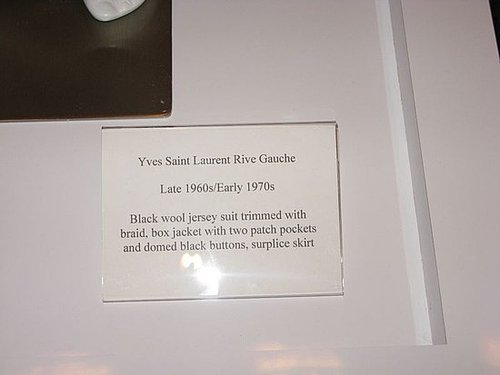 Yves Saint Laurent Rive Gauche
Late 1960s/Early 1970s
Black wool jersey suit trimmed with
braid, box jacket with two patch pockets
and domed black buttons, surplice skirt